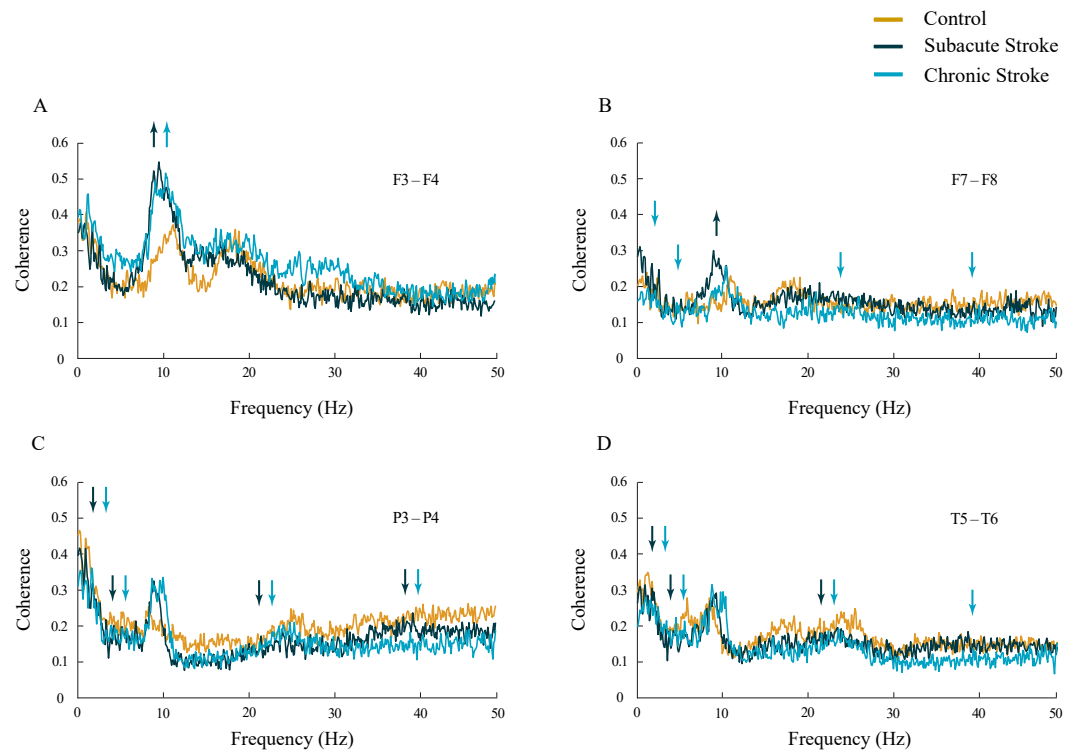 Control
Subacute Stroke
Chronic Stroke
A
0.6
0.5
0.4
0.3
0.2
0.1
0
F3 – F4
Coherence
0 10 20 30 40 50
Frequency (Hz)
B
0.6
0.5
0.4
0.3
0.2
0.1
0
F7 – F8
Coherence
0 10 20 30 40 50
Frequency (Hz)
C
0.6
0.5
0.4
0.3
0.2
0.1
0
P3 – P4
Coherence
0 10 20 30 40 50
Frequency (Hz)
D
0.6
0.5
0.4
0.3
0.2
0.1
0
T5 – T6
Coherence
0 10 20 30 40 50
Frequency (Hz)